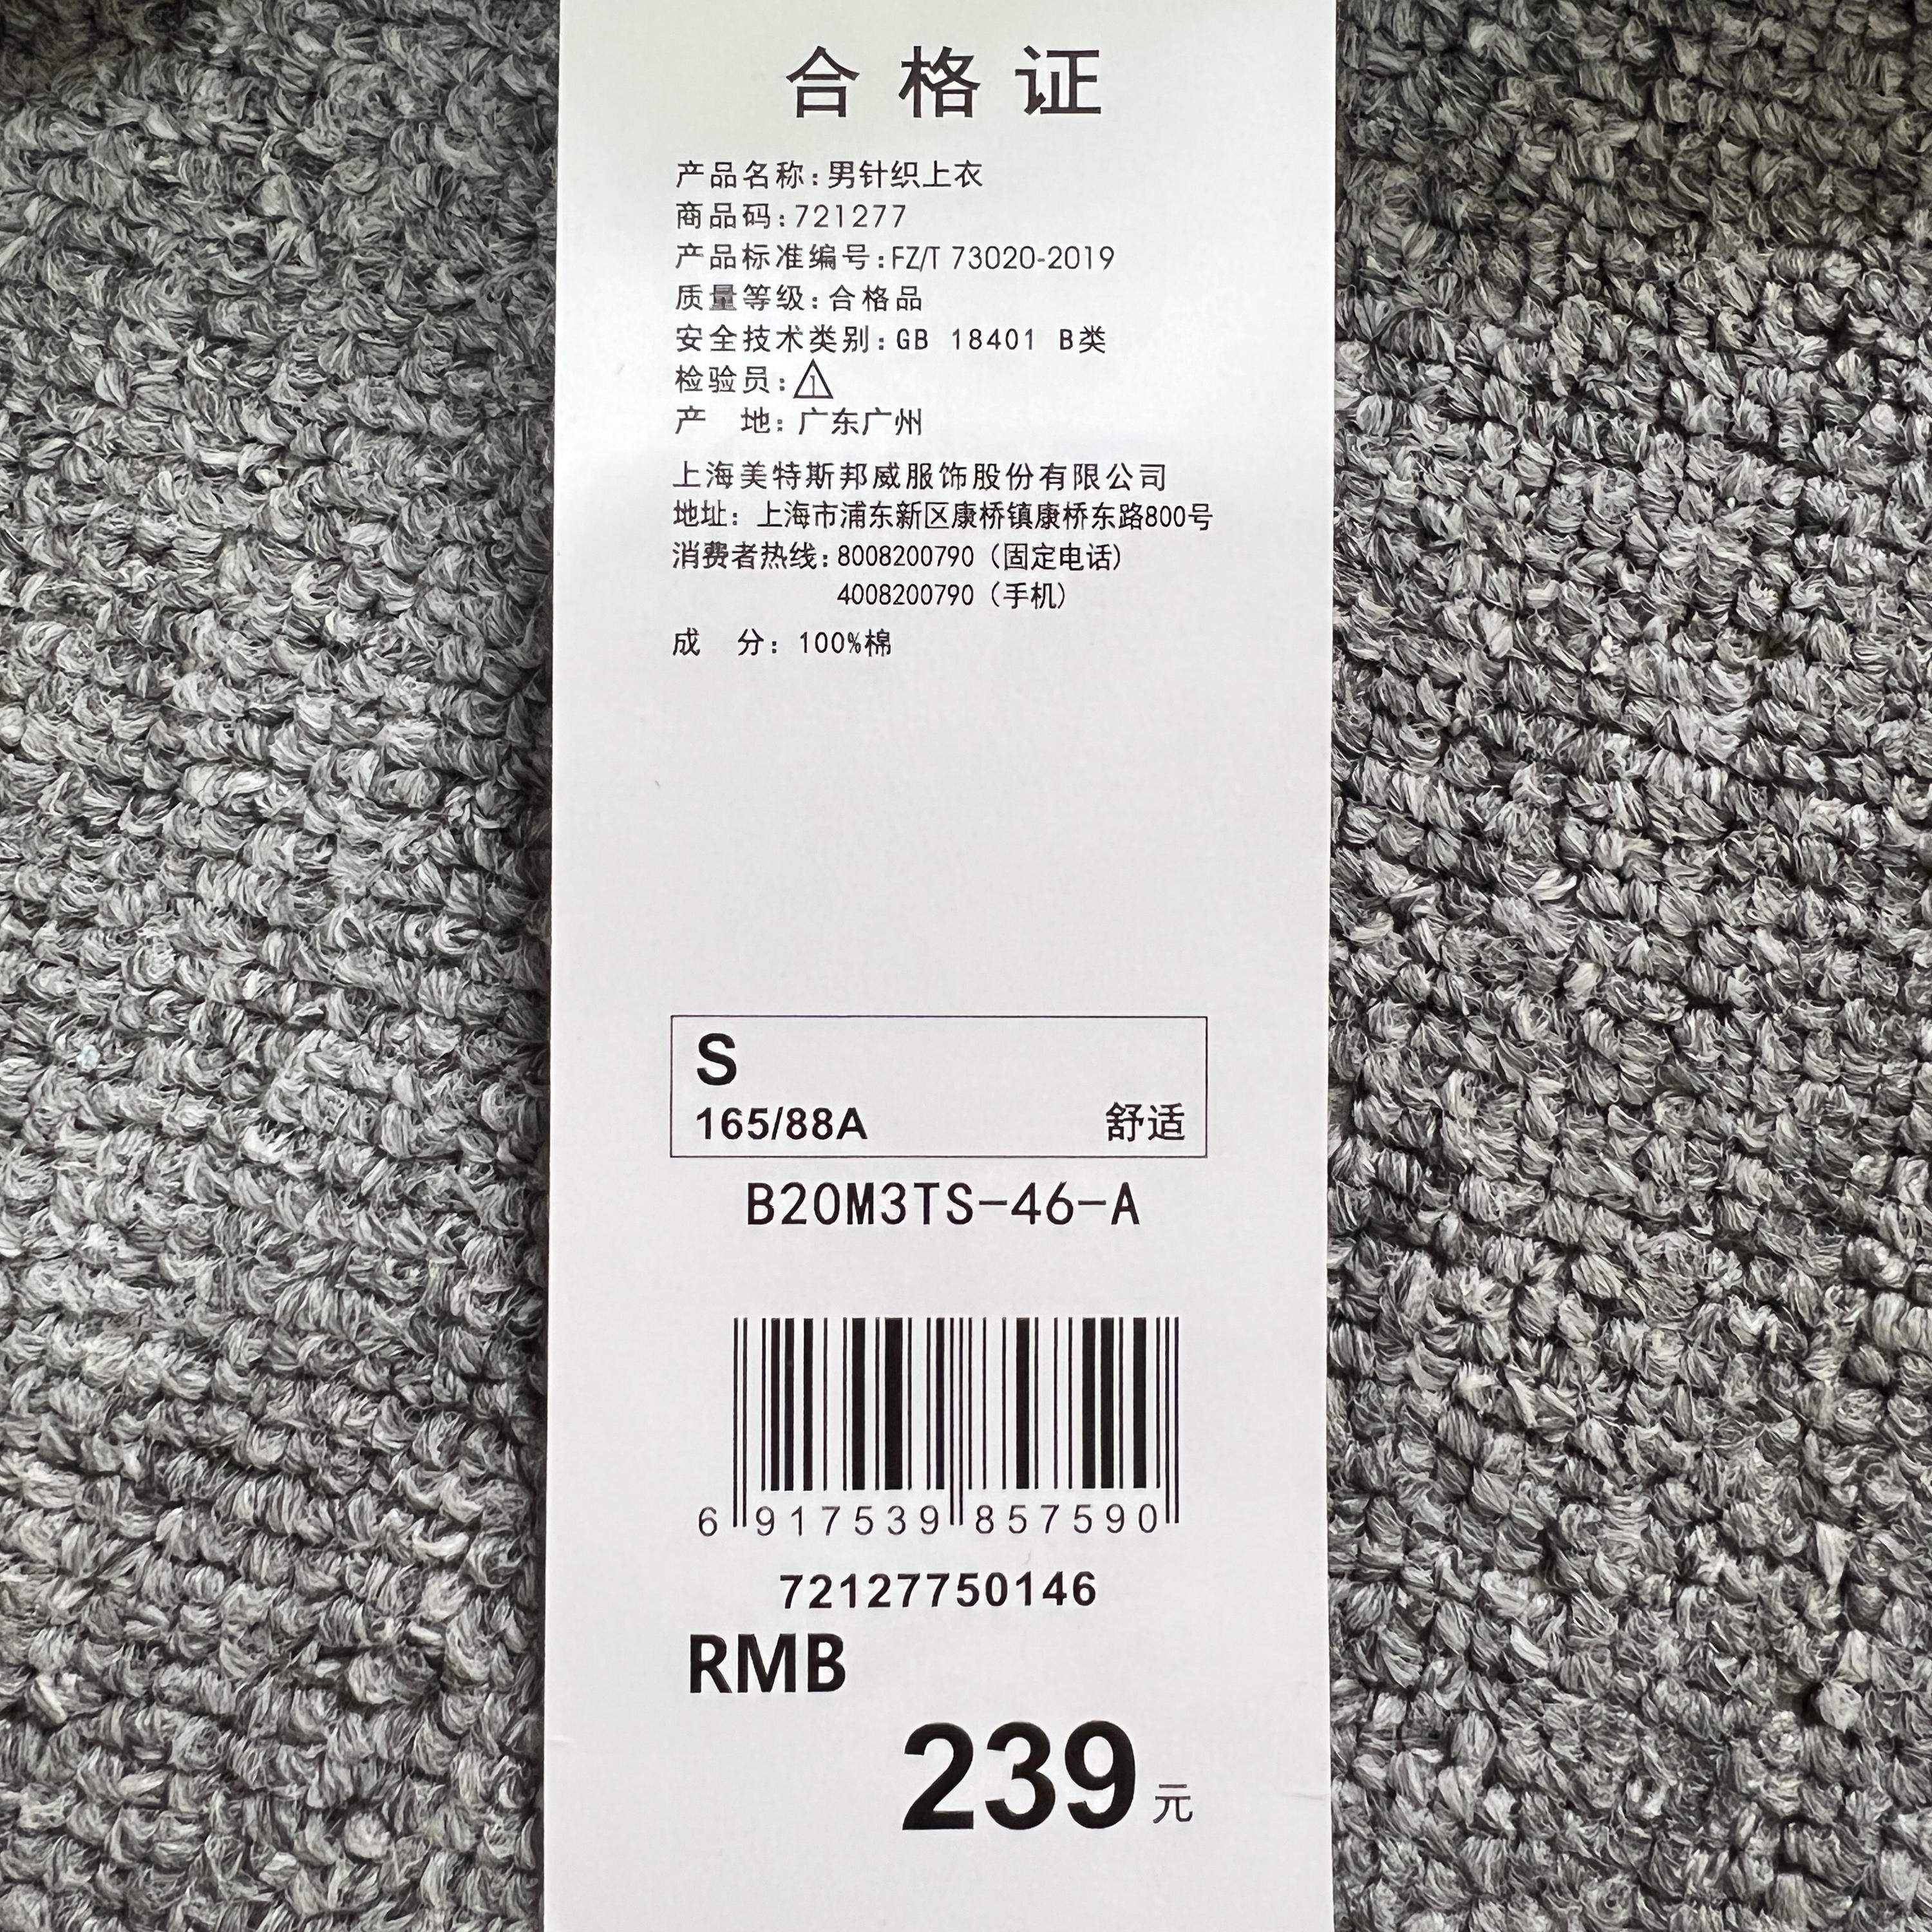 合格证
产品名称:男针织上衣
商品码:721277
产品标准编号:FZ/T 73020-2019
质量等级:合格品
安全技术类别:GB 18401 B类
检验员:1
产 地:广东广州
上海美特斯邦威服饰股份有限公司
地址:上海市浦东新区康桥镇康桥东路800号
消费者热线:8008200790(固定电话)
4008200790(手机)
成 分:100%棉
S
165/88A 舒适
B20M3TS-46-A
6 917539 857590
72127750146
RMB
239元